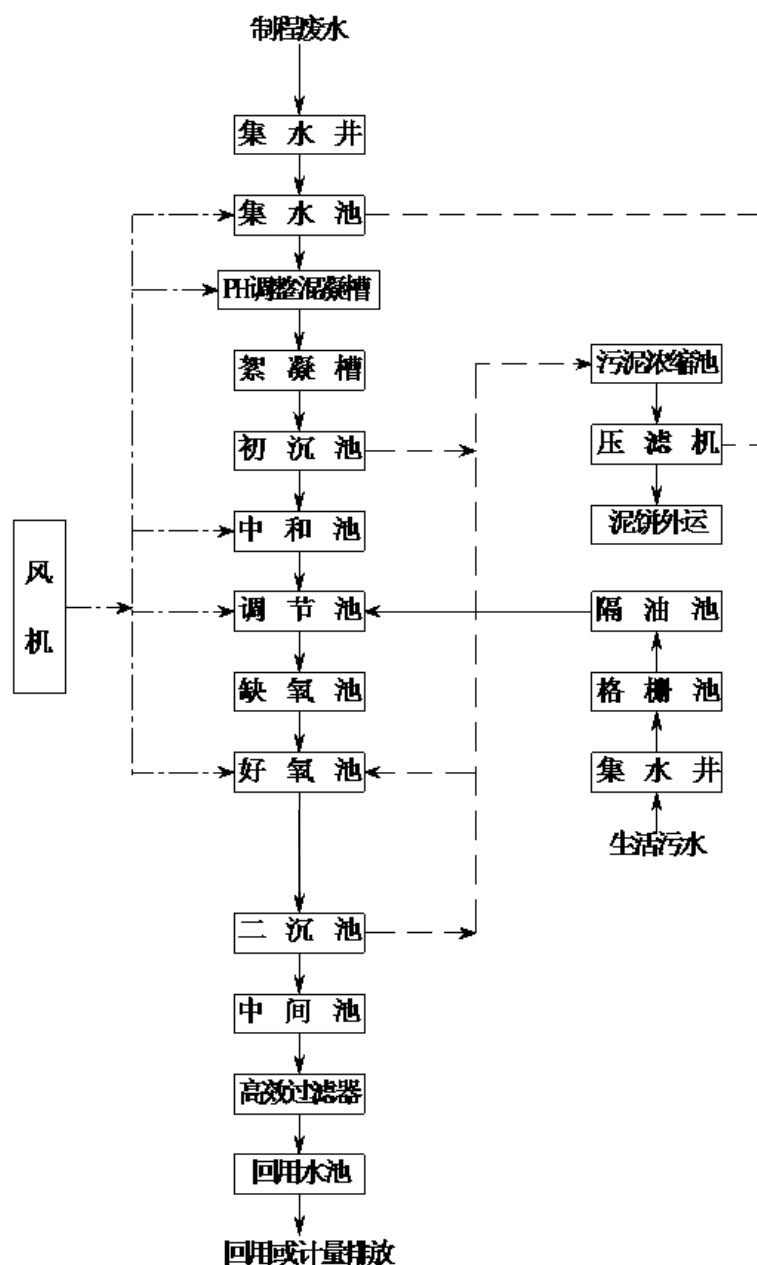 制程废水
集水井
集水池
PH调整混凝槽
絮凝槽
初沉池
中和池
调节池
缺氧池
好氧池
二沉池
中间池
高效过滤器
回用水池
回用或计量排放
风机
污泥浓缩池
压滤机
泥饼外运
隔油池
格栅池
集水井
生活污水